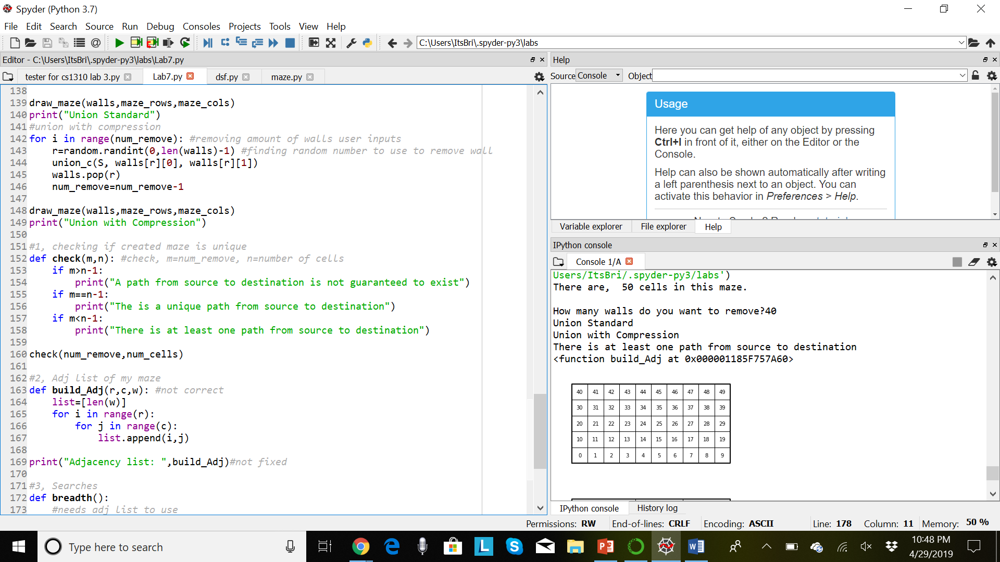 Spyder (Python 3.7)
File Edit Search Source Run Debug Consoles Projects Tools View Help
C:\Users\ItsBri\.spyder-py3\labs
Editor - C:\Users\ItsBri\.spyder-py3\labs\Lab7.py
tester for cs1310 lab 3.py Lab7.py dsf.py maze.py
138
139 draw_maze(walls,maze_rows,maze_cols)
140 print("Union Standard")
141 #union with compression
142 for i in range(num_remove): #removing amount of walls user inputs
143     r=random.randint(0,len(walls)-1) #finding random number to use to remove wall
144     union_c(S, walls[r][0], walls[r][1])
145     walls.pop(r)
146     num_remove=num_remove-1
147
148 draw_maze(walls,maze_rows,maze_cols)
149 print("Union with Compression")
150
151 #1, checking if created maze is unique
152 def check(m,n): #check, m=num_remove, n=number of cells
153     if m>n-1:
154         print("A path from source to destination is not guaranteed to exist")
155     if m==n-1:
156         print("The is a unique path from source to destination")
157     if m<n-1:
158         print("There is at least one path from source to destination")
159
160 check(num_remove,num_cells)
161
162 #2, Adj list of my maze
163 def build_Adj(r,c,w): #not correct
164     list=[len(w)]
165     for i in range(r):
166         for j in range(c):
167             list.append(i,j)
168
169 print("Adjacency list: ",build_Adj)#not fixed
170
171 #3, Searches
172 def breadth():
173     #needs adj list to use
Help
Source Console Object
Usage
Here you can get help of any object by pressing
Ctrl+I in front of it, either on the Editor or the
Console.
Help can also be shown automatically after writing
a left parenthesis next to an object. You can
activate this behavior in Preferences > Help.
Variable explorer File explorer Help
IPython console
Console 1/A
Users/ItsBri/.spyder-py3/labs')
There are,  50 cells in this maze.
How many walls do you want to remove?40
Union Standard
Union with Compression
There is at least one path from source to destination
<function build_Adj at 0x000001185F757A60>
40 41 42 43 44 45 46 47 48 49
30 31 32 33 34 35 36 37 38 39
20 21 22 23 24 25 26 27 28 29
10 11 12 13 14 15 16 17 18 19
0 1 2 3 4 5 6 7 8 9
IPython console History log
Permissions: RW End-of-lines: CRLF Encoding: ASCII Line: 178 Column: 11 Memory: 50 %
Type here to search
10:48 PM
4/29/2019